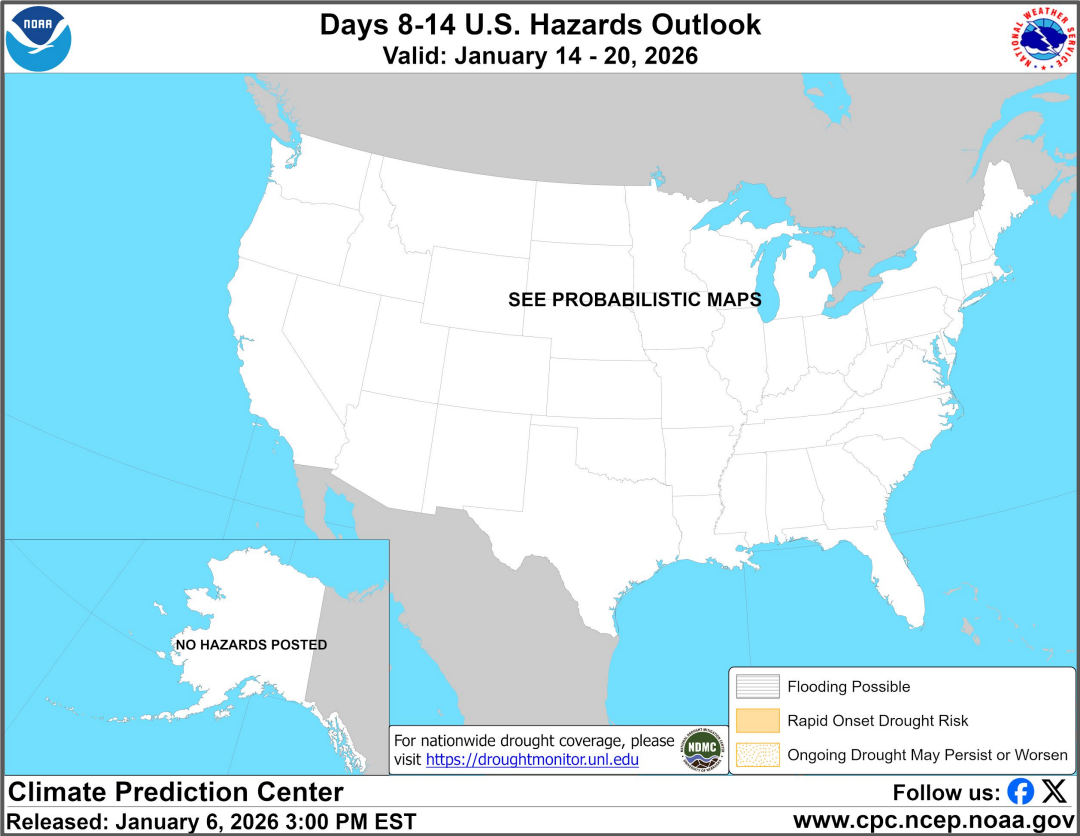 NOAA
Days 8-14 U.S. Hazards Outlook
Valid: January 14 - 20, 2026
NATIONAL WEATHER SERVICE
SEE PROBABILISTIC MAPS
NO HAZARDS POSTED
Flooding Possible
Rapid Onset Drought Risk
Ongoing Drought May Persist or Worsen
For nationwide drought coverage, please
visit https://droughtmonitor.unl.edu
NDMC
Climate Prediction Center
Released: January 6, 2026 3:00 PM EST
Follow us:
www.cpc.ncep.noaa.gov